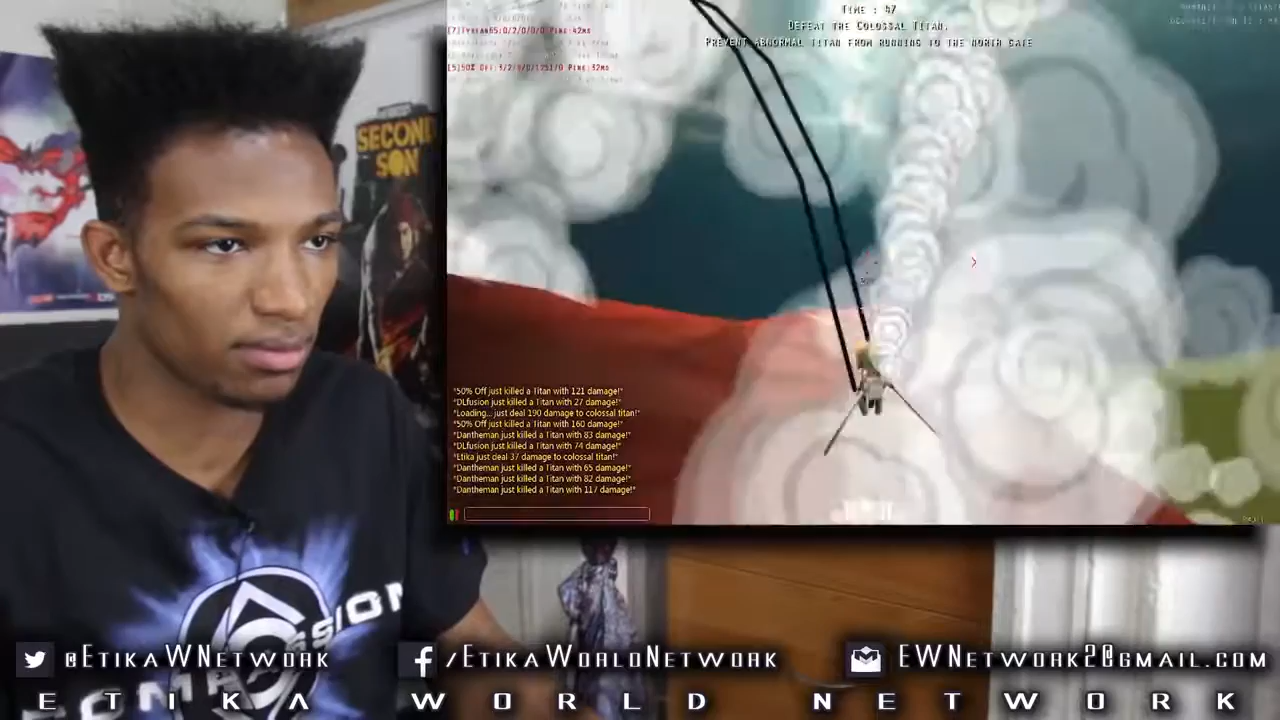 TIME : 47
DEFEAT THE COLOSSAL TITAN.
PREVENT ABNORMAL TITAN FROM RUNNING TO THE NORTH GATE
SECOND
SON
*50% Off just killed a Titan with 121 damage!*
*DLfusion just killed a Titan with 27 damage!*
*Loading... just deal 190 damage to colossal titan!*
*50% Off just killed a Titan with 160 damage!*
*Dantheman just killed a Titan with 83 damage!*
*DLfusion just killed a Titan with 74 damage!*
*Etika just deal 37 damage to colossal titan!*
*Dantheman just killed a Titan with 65 damage!*
*Dantheman just killed a Titan with 82 damage!*
*Dantheman just killed a Titan with 117 damage!*
@EtikaWNetwork
/EtikaWorldNetwork
EWNetwork2@gmail.com
ETIKA WORLD NETWORK